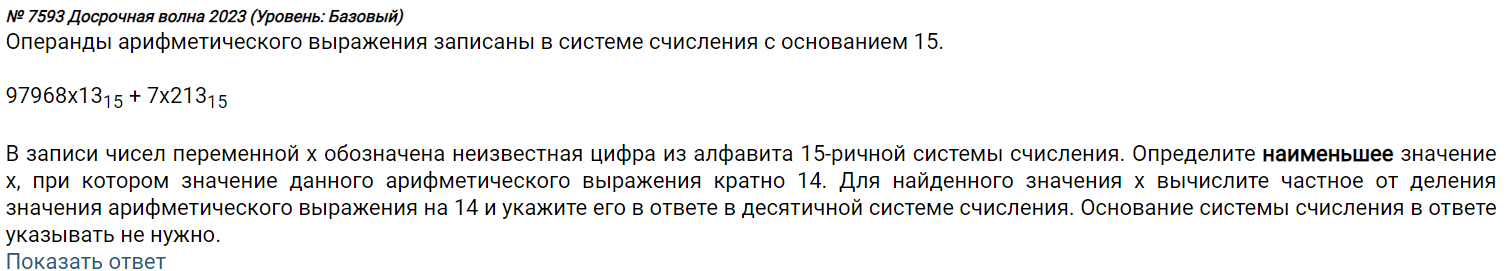 № 7593 Досрочная волна 2023 (Уровень: Базовый)
Операнды арифметического выражения записаны в системе счисления с основанием 15.
97968x13₁₅ + 7x213₁₅
В записи чисел переменной x обозначена неизвестная цифра из алфавита 15-ричной системы счисления. Определите наименьшее значение
x, при котором значение данного арифметического выражения кратно 14. Для найденного значения x вычислите частное от деления
значения арифметического выражения на 14 и укажите его в ответе в десятичной системе счисления. Основание системы счисления в ответе
указывать не нужно.
Показать ответ